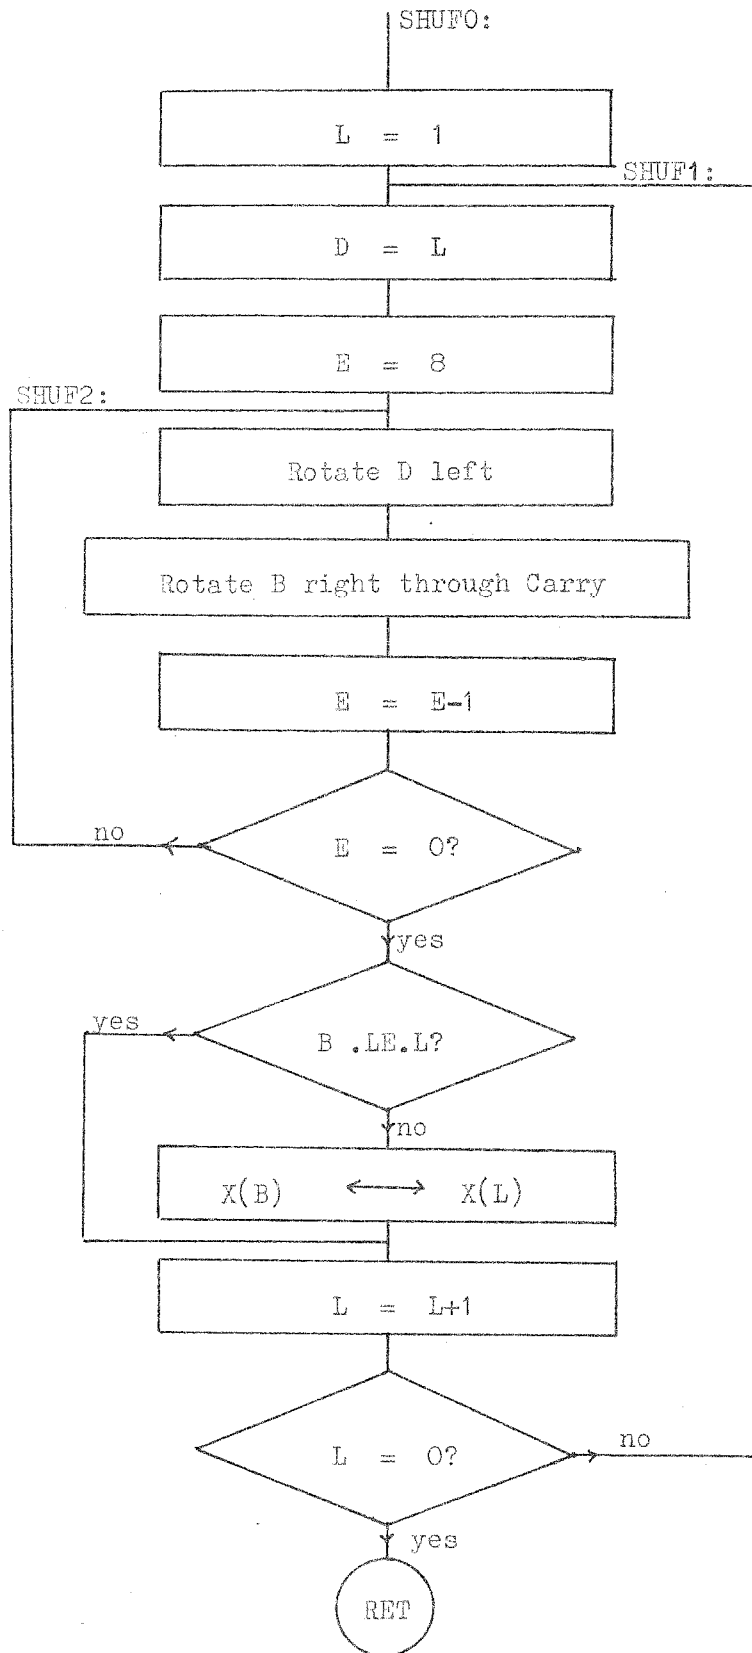 SHUF0:
L = 1
SHUF1:
D = L
E = 8
SHUF2:
Rotate D left
Rotate B right through Carry
E = E-1
E = 0?
no
yes
B .LE.L?
yes
no
X(B) ↔ X(L)
L = L+1
L = 0?
no
yes
RET